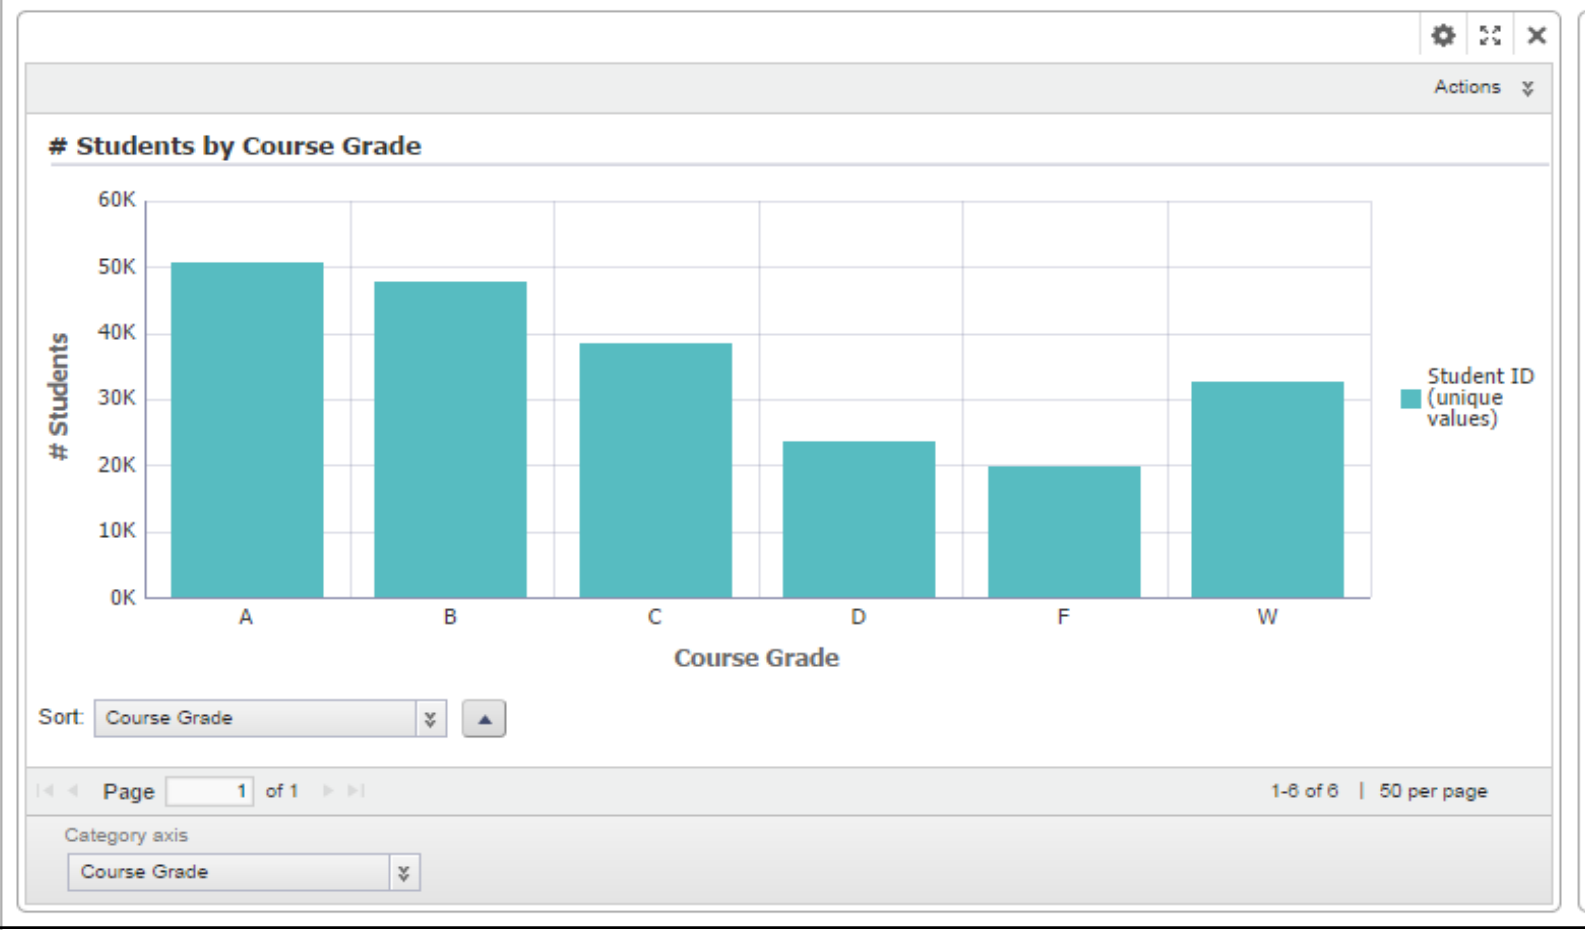 Actions
# Students by Course Grade
60K
50K
40K
30K
20K
10K
0K
# Students
A B C D F W
Course Grade
Student ID
(unique
values)
Sort: Course Grade
Page 1 of 1
1-6 of 6 | 50 per page
Category axis
Course Grade